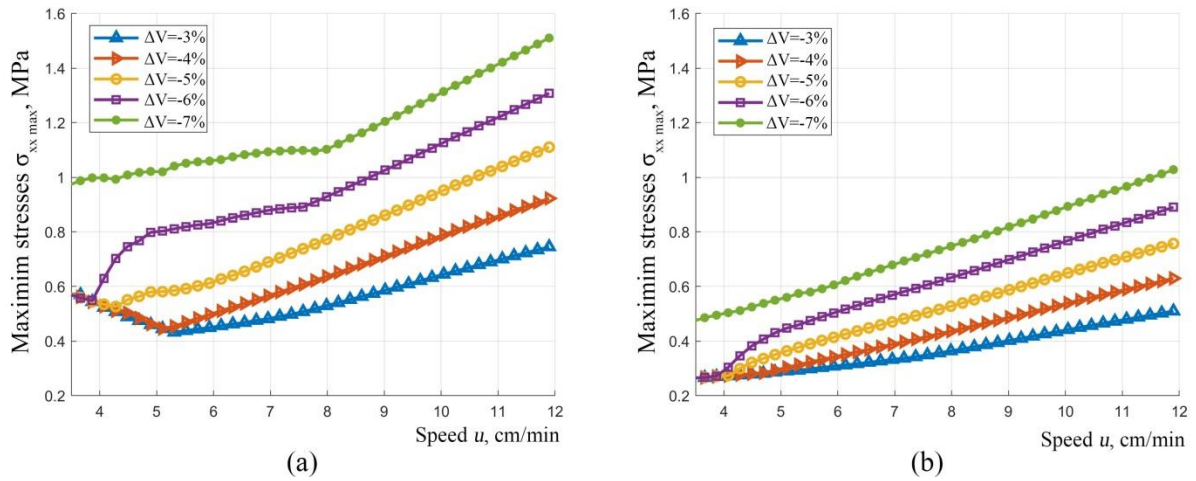 Maximim stresses σxx max, MPa
1.6
1.4
1.2
1
0.8
0.6
0.4
0.2
ΔV=-3%
ΔV=-4%
ΔV=-5%
ΔV=-6%
ΔV=-7%
4 5 6 7 8 9 10 11 12
Speed u, cm/min
(a)
Maximim stresses σxx max, MPa
1.6
1.4
1.2
1
0.8
0.6
0.4
0.2
ΔV=-3%
ΔV=-4%
ΔV=-5%
ΔV=-6%
ΔV=-7%
4 5 6 7 8 9 10 11 12
Speed u, cm/min
(b)